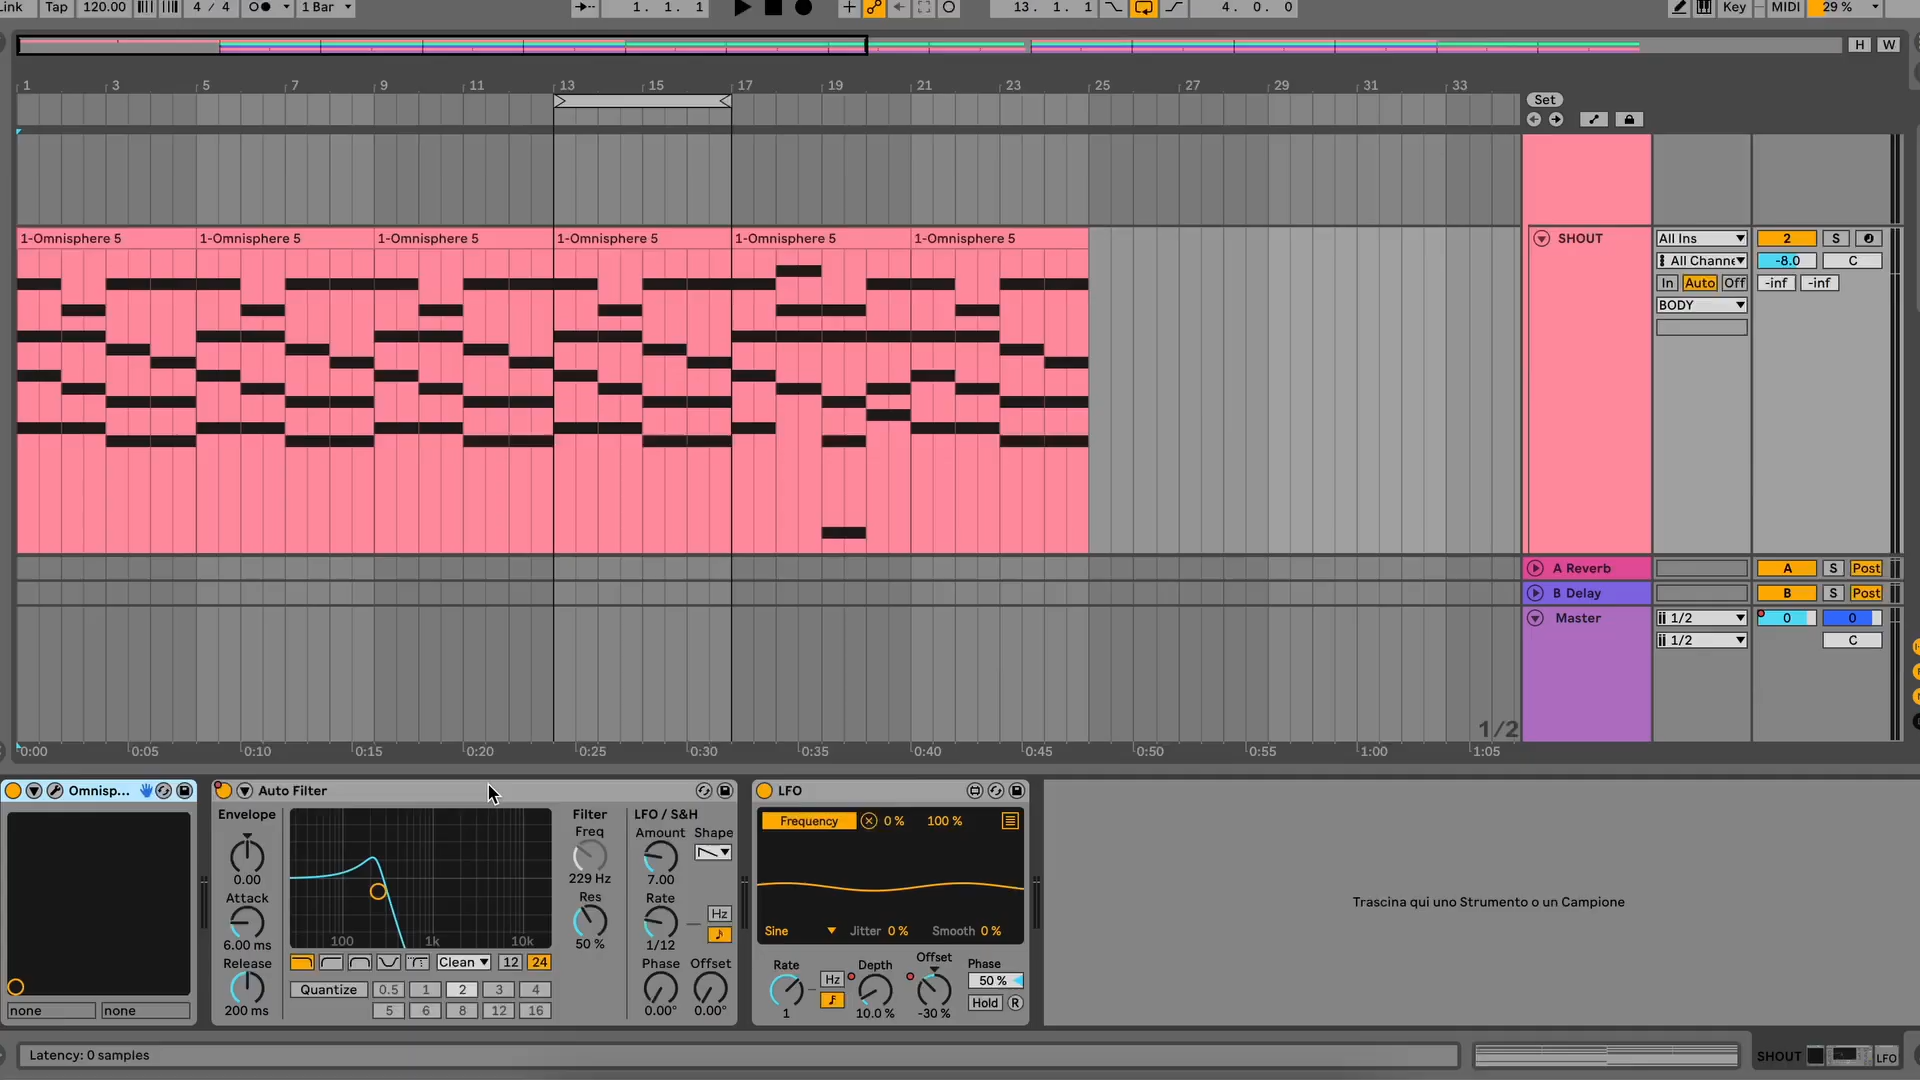 Link Tap 120.00 4 / 4 1 Bar 1. 1. 1 13. 1. 1 4. 0. 0 Key MIDI 29 %
H W
1 3 5 7 9 11 13 15 17 19 21 23 25 27 29 31 33
Set
1-Omnisphere 5 1-Omnisphere 5 1-Omnisphere 5 1-Omnisphere 5 1-Omnisphere 5 1-Omnisphere 5 SHOUT All Ins 2 S
All Channe -8.0 C
In Auto Off -inf -inf
BODY
A Reverb A S Post
B Delay B S Post
Master 1/2 0 0
1/2 C
1/2
0:00 0:05 0:10 0:15 0:20 0:25 0:30 0:35 0:40 0:45 0:50 0:55 1:00 1:05
Omnisp... Auto Filter LFO
Envelope Filter LFO / S&H Frequency 0 % 100 %
Freq Amount Shape
0.00 229 Hz 7.00
Attack Res Rate Hz
6.00 ms 100 1k 10k 50 % 1/12 Sine Jitter 0 % Smooth 0 %
Release Clean 12 24 Phase Offset Rate Hz Depth Offset Phase
50 %
Quantize 0.5 1 2 3 4 Hold R
200 ms 5 6 8 12 16 0.00° 0.00° 1 10.0 % -30 %
none none
Trascina qui uno Strumento o un Campione
Latency: 0 samples SHOUT LFO